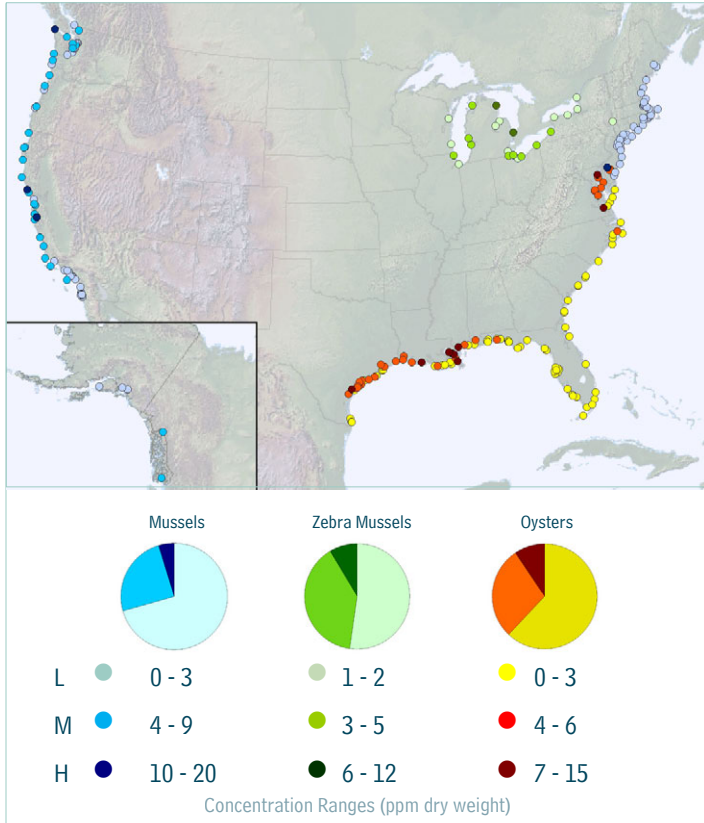 Mussels Zebra Mussels Oysters
L 0 - 3 1 - 2 0 - 3
M 4 - 9 3 - 5 4 - 6
H 10 - 20 6 - 12 7 - 15
Concentration Ranges (ppm dry weight)